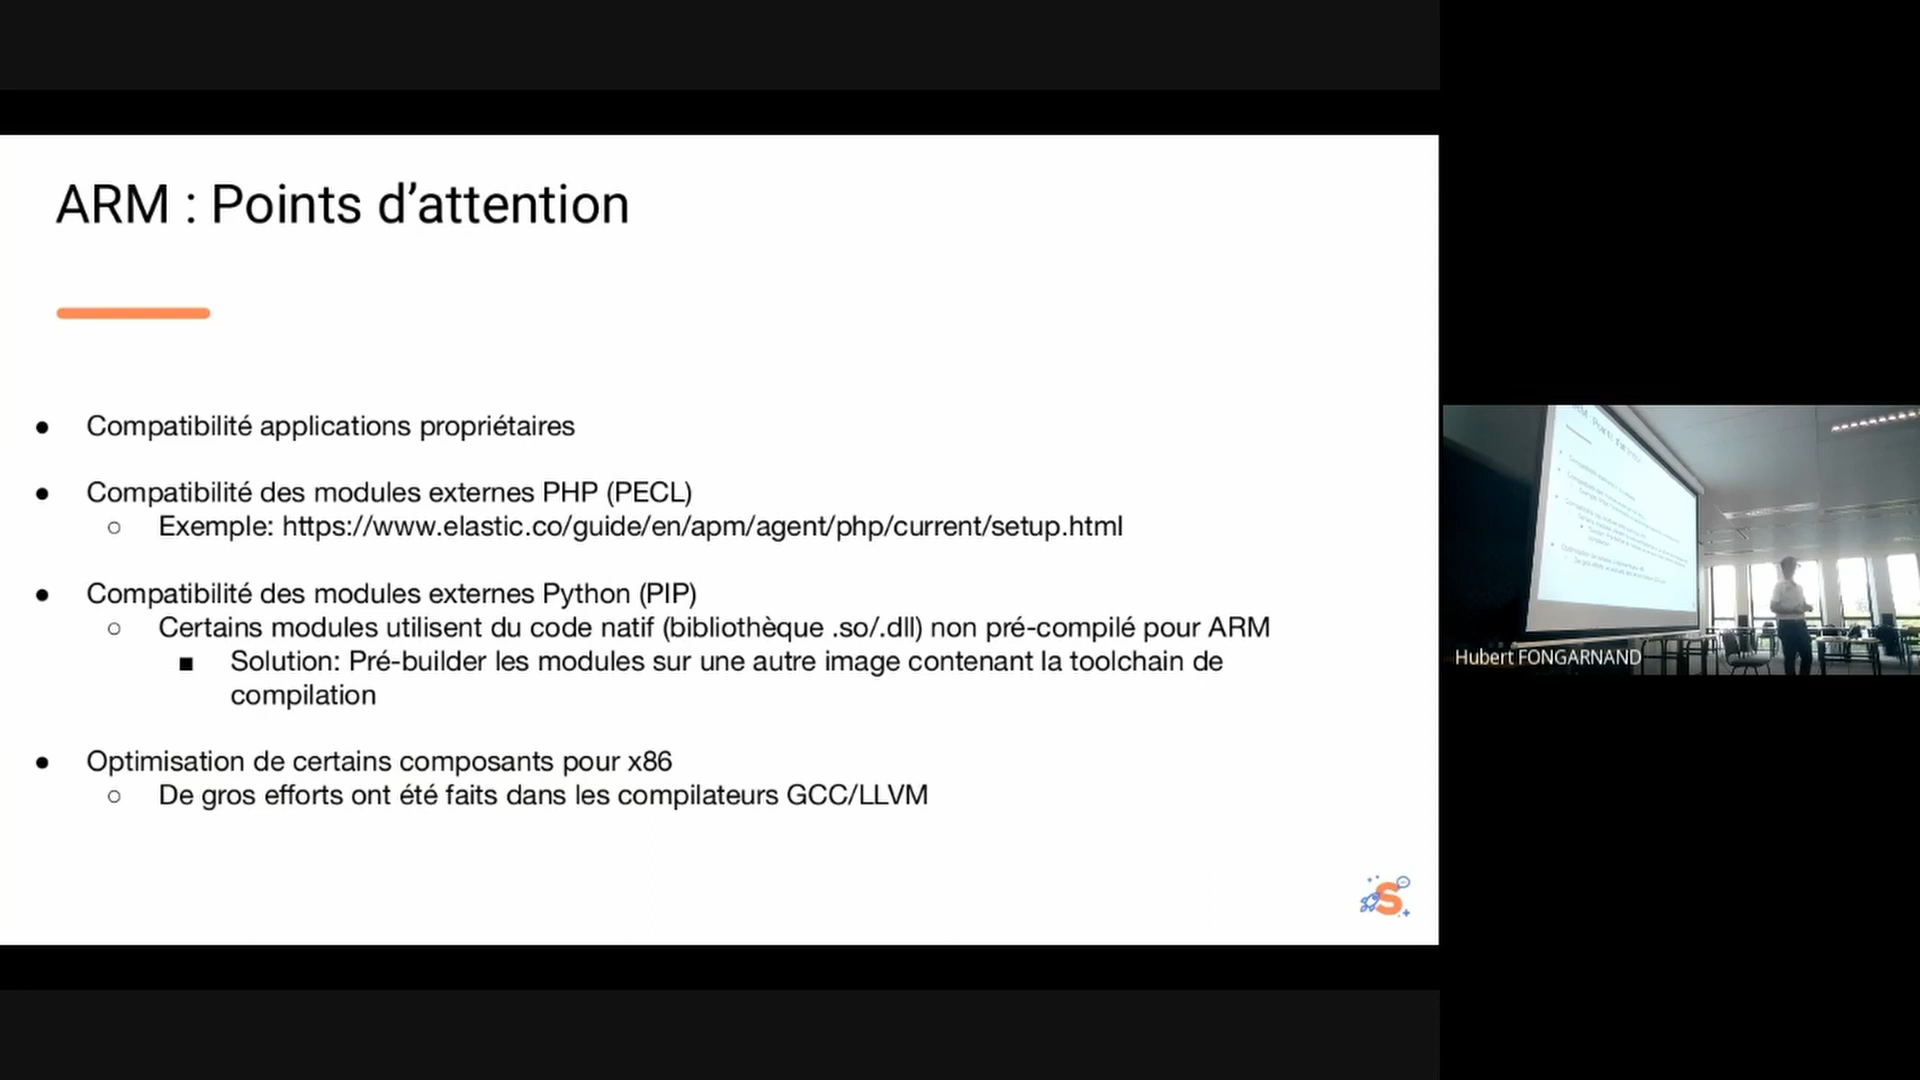 ARM : Points d’attention
● Compatibilité applications propriétaires
● Compatibilité des modules externes PHP (PECL)
○ Exemple: https://www.elastic.co/guide/en/apm/agent/php/current/setup.html
● Compatibilité des modules externes Python (PIP)
○ Certains modules utilisent du code natif (bibliothèque .so/.dll) non pré-compilé pour ARM
■ Solution: Pré-builder les modules sur une autre image contenant la toolchain de
compilation
● Optimisation de certains composants pour x86
○ De gros efforts ont été faits dans les compilateurs GCC/LLVM
S
Hubert FONGARNAND